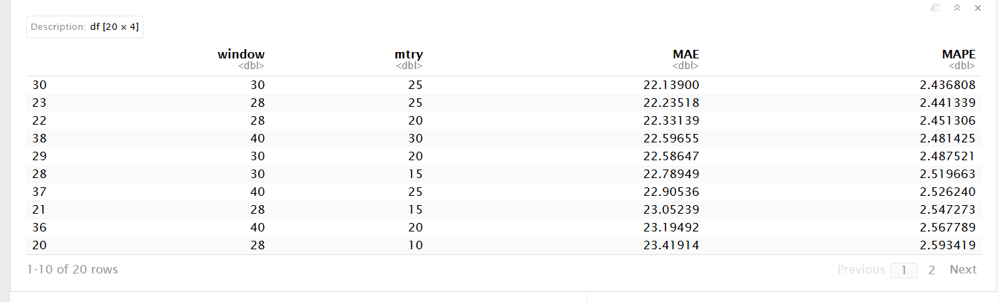 Description: df [20 × 4]
window mtry MAE MAPE
<dbl> <dbl> <dbl> <dbl>
30 30 25 22.13900 2.436808
23 28 25 22.23518 2.441339
22 28 20 22.33139 2.451306
38 40 30 22.59655 2.481425
29 30 20 22.58647 2.487521
28 30 15 22.78949 2.519663
37 40 25 22.90536 2.526240
21 28 15 23.05239 2.547273
36 40 20 23.19492 2.567789
20 28 10 23.41914 2.593419
1-10 of 20 rows Previous 1 2 Next